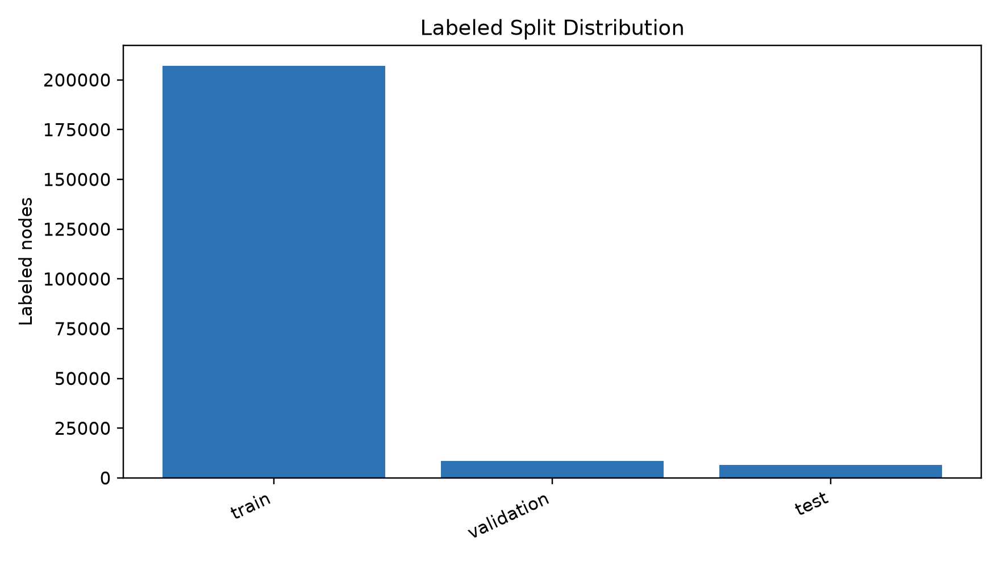 Labeled Split Distribution
Labeled nodes
200000
175000
150000
125000
100000
75000
50000
25000
0
train
validation
test